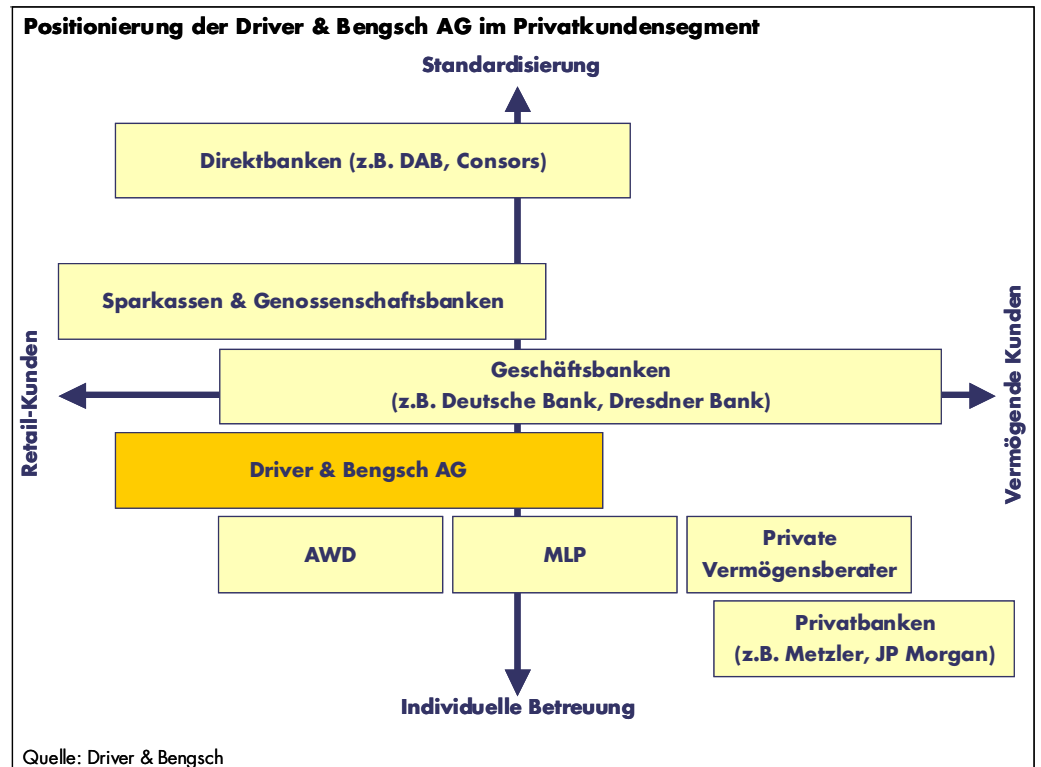 Positionierung der Driver & Bengsch AG im Privatkundensegment
Standardisierung
Direktbanken (z.B. DAB, Consors)
Sparkassen & Genossenschaftsbanken
Geschäftsbanken
(z.B. Deutsche Bank, Dresdner Bank)
Retail-Kunden
Vermögende Kunden
Driver & Bengsch AG
AWD
MLP
Private
Vermögensberater
Privatbanken
(z.B. Metzler, JP Morgan)
Individuelle Betreuung
Quelle: Driver & Bengsch